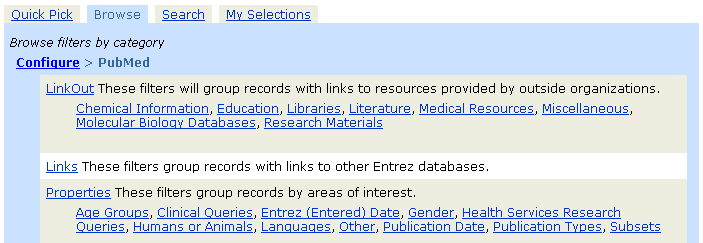 Quick Pick Browse Search My Selections
Browse filters by category
Configure > PubMed
LinkOut These filters will group records with links to resources provided by outside organizations.
Chemical Information, Education, Libraries, Literature, Medical Resources, Miscellaneous,
Molecular Biology Databases, Research Materials
Links These filters group records with links to other Entrez databases.
Properties These filters group records by areas of interest.
Age Groups, Clinical Queries, Entrez (Entered) Date, Gender, Health Services Research
Queries, Humans or Animals, Languages, Other, Publication Date, Publication Types, Subsets